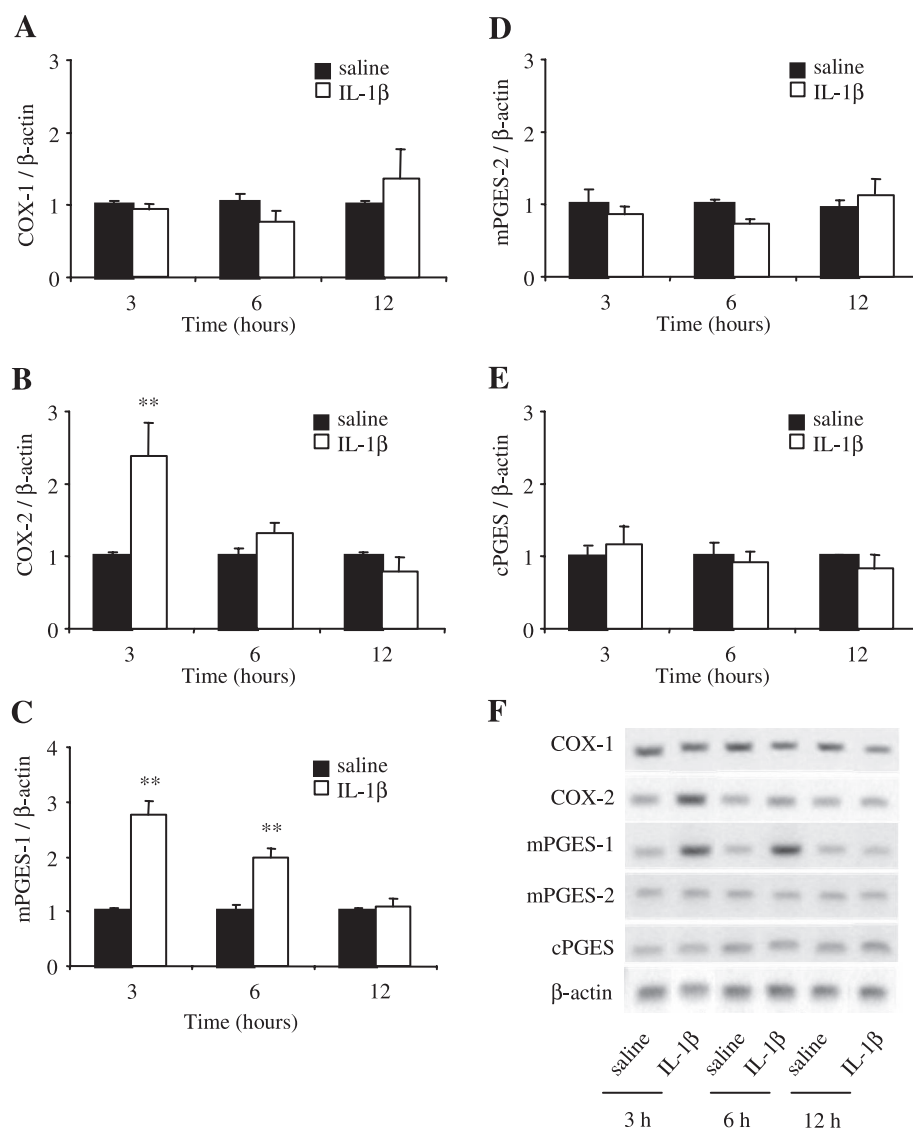 A
COX-1 / β-actin
3
2
1
0
saline
IL-1β
3 6 12
Time (hours)
B
COX-2 / β-actin
3
2
1
0
**
saline
IL-1β
3 6 12
Time (hours)
C
mPGES-1 / β-actin
4
3
2
1
0
**
**
saline
IL-1β
3 6 12
Time (hours)
D
mPGES-2 / β-actin
3
2
1
0
saline
IL-1β
3 6 12
Time (hours)
E
cPGES / β-actin
3
2
1
0
saline
IL-1β
3 6 12
Time (hours)
F
COX-1
COX-2
mPGES-1
mPGES-2
cPGES
β-actin
saline IL-1β saline IL-1β saline IL-1β
3 h 6 h 12 h